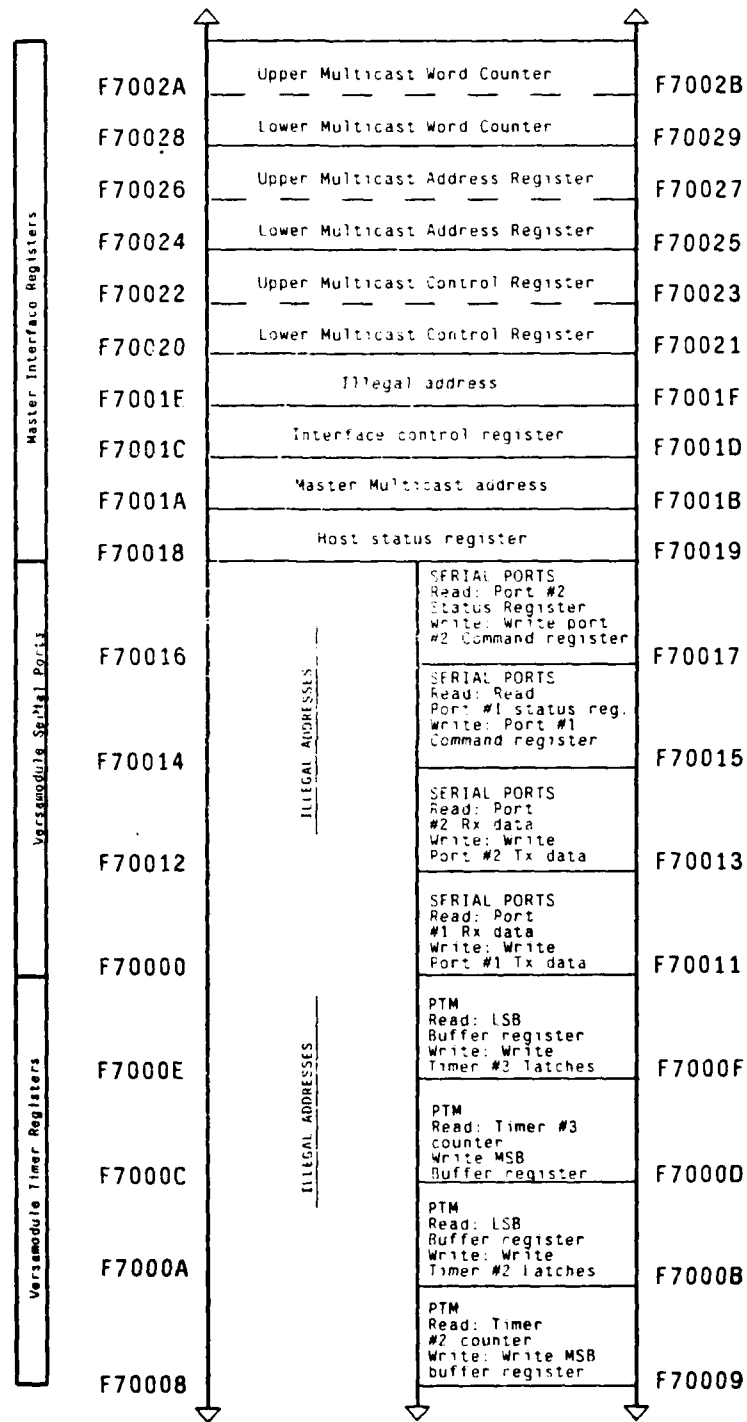 F7002A Upper Multicast Word Counter F7002B
F70028 Lower Multicast Word Counter F70029
F70026 Upper Multicast Address Register F70027
F70024 Lower Multicast Address Register F70025
F70022 Upper Multicast Control Register F70023
F70020 Lower Multicast Control Register F70021
F7001E Illegal address F7001F
F7001C Interface control register F7001D
F7001A Master Multicast address F7001B
F70018 Host status register F70019
Master Interface Registers
SERIAL PORTS
Read: Port #2
Status Register
Write: Write port
#2 Command register
F70016 F70017
SERIAL PORTS
Read: Read
Port #1 status reg.
Write: Port #1
Command register
F70014 F70015
ILLEGAL ADDRESSES
SERIAL PORTS
Read: Port
#2 Rx data
Write: Write
Port #2 Tx data
F70012 F70013
SERIAL PORTS
Read: Port
#1 Rx data
Write: Write
Port #1 Tx data
F70000 F70011
Versamodule Serial Ports
PTM
Read: LSB
Buffer register
Write: Write
Timer #3 latches
F7000E F7000F
ILLEGAL ADDRESSES
PTM
Read: Timer #3
counter
Write MSB
Buffer register
F7000C F7000D
PTM
Read: LSB
Buffer register
Write: Write
Timer #2 Latches
F7000A F7000B
PTM
Read: Timer
#2 counter
Write: Write MSB
buffer register
F70008 F70009
Versamodule Timer Registers